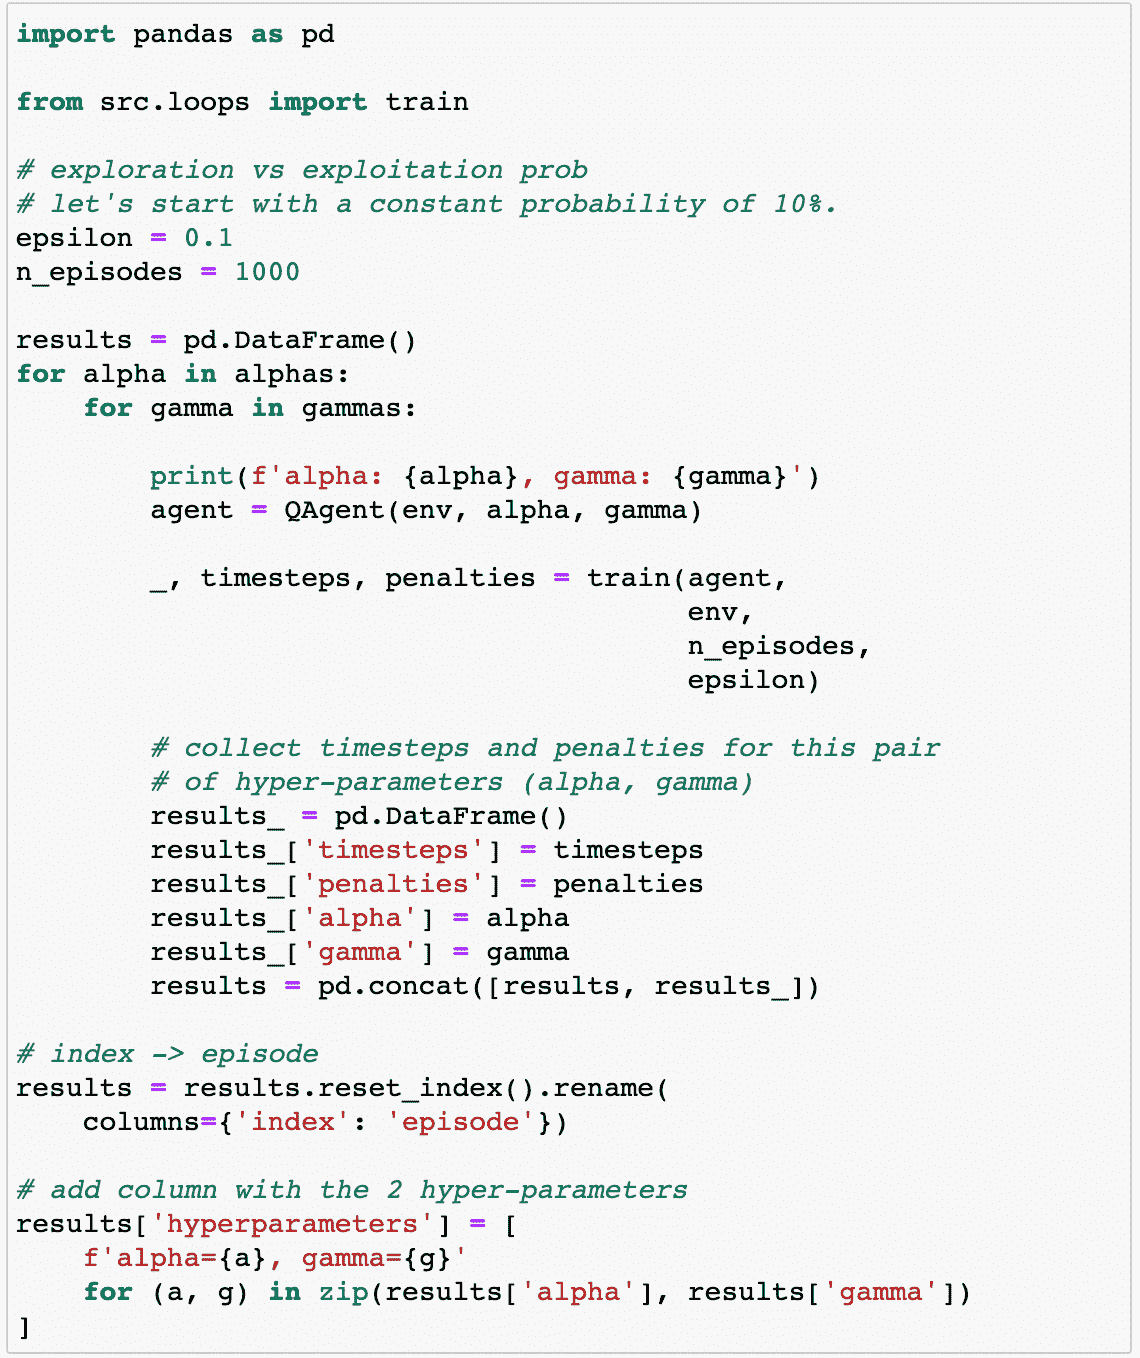 import pandas as pd

from src.loops import train

# exploration vs exploitation prob
# let's start with a constant probability of 10%.
epsilon = 0.1
n_episodes = 1000

results = pd.DataFrame()
for alpha in alphas:
    for gamma in gammas:

        print(f'alpha: {alpha}, gamma: {gamma}')
        agent = QAgent(env, alpha, gamma)

        _, timesteps, penalties = train(agent,
                                        env,
                                        n_episodes,
                                        epsilon)

        # collect timesteps and penalties for this pair
        # of hyper-parameters (alpha, gamma)
        results_ = pd.DataFrame()
        results_['timesteps'] = timesteps
        results_['penalties'] = penalties
        results_['alpha'] = alpha
        results_['gamma'] = gamma
        results = pd.concat([results, results_])

# index -> episode
results = results.reset_index().rename(
    columns={'index': 'episode'})

# add column with the 2 hyper-parameters
results['hyperparameters'] = [
    f'alpha={a}, gamma={g}'
    for (a, g) in zip(results['alpha'], results['gamma'])
]